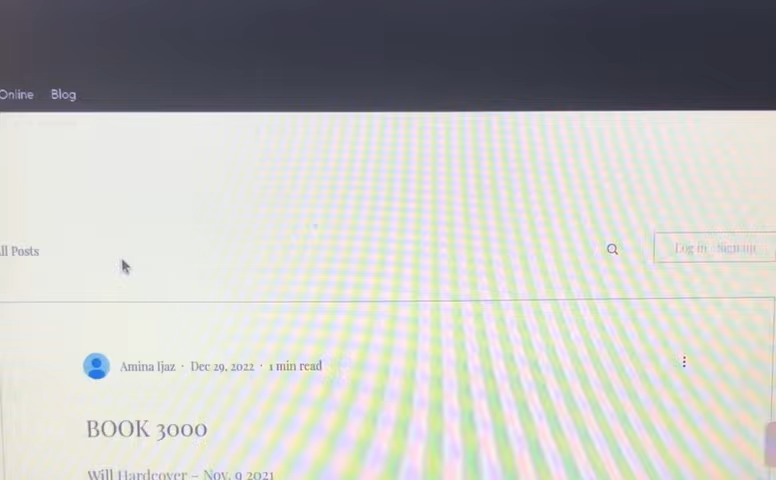 Online Blog
ll Posts
Log in Sign up
Amina Ijaz · Dec 29, 2022 · 1 min read
BOOK 3000
Will Hardcover – Nov. 9 2021